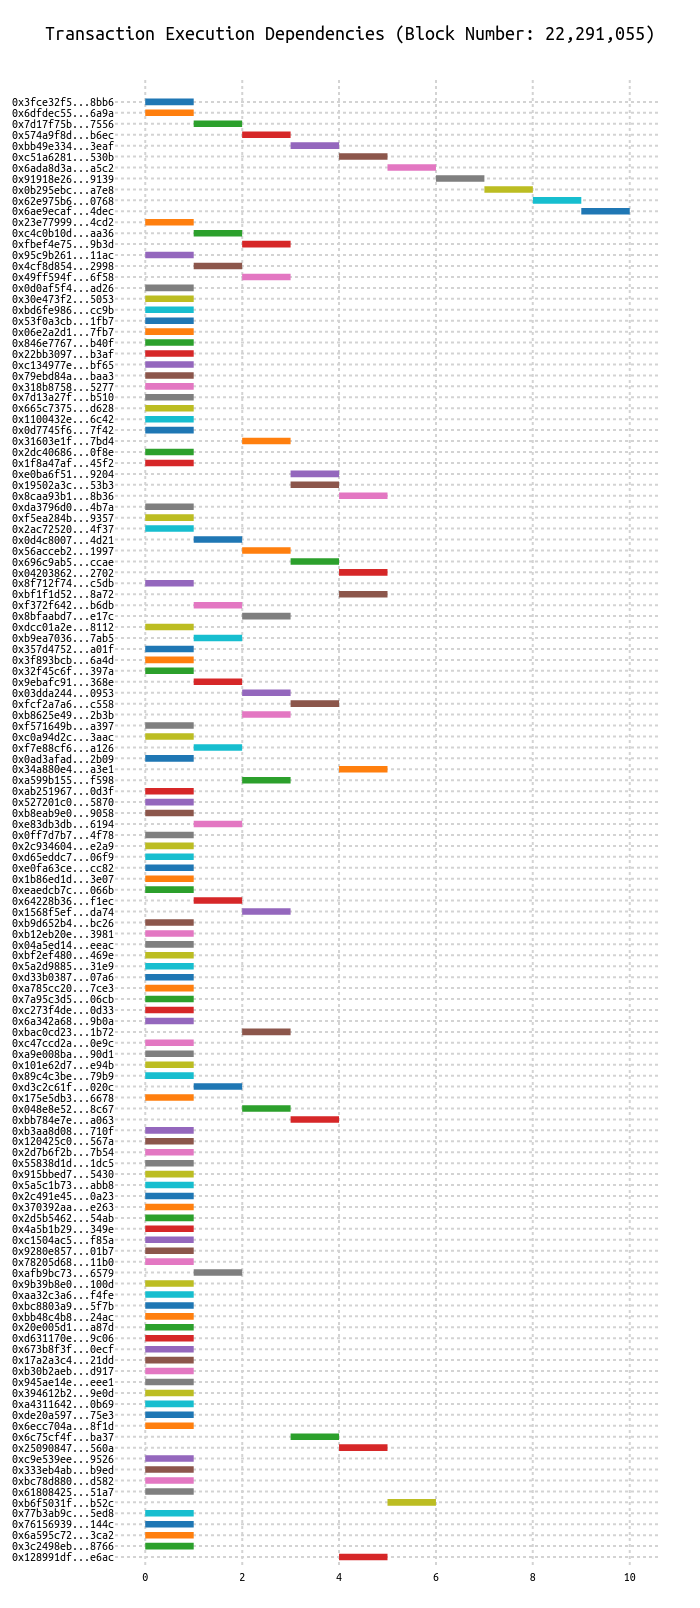 Transaction Execution Dependencies (Block Number: 22,291,055)
0x3fce32f5...8bb6
0x6dfdec55...6a9a
0x7d17f75b...7556
0x574a9f8d...b6ec
0xbb49e334...3eaf
0xc51a6281...530b
0x6ada8d3a...a5c2
0x91918e26...9139
0x0b295ebc...a7e8
0x62e975b6...0768
0x6ae9ecaf...4dec
0x23e77999...4cd2
0xc4c0b10d...aa36
0xfbef4e75...9b3d
0x95c9b261...11ac
0x4cf8d854...2998
0x49ff594f...6f58
0x0d0af5f4...ad26
0x30e473f2...5053
0xbd6fe986...cc9b
0x53f0a3cb...1fb7
0x06e2a2d1...7fb7
0x846e7767...b40f
0x22bb3097...b3af
0xc134977e...bf65
0x79ebd84a...baa3
0x318b8758...5277
0x7d13a27f...b510
0x665c7375...d628
0x1100432e...6c42
0x0d7745f6...7f42
0x31603e1f...7bd4
0x2dc40686...0f8e
0x1f8a47af...45f2
0xe0ba6f51...9204
0x19502a3c...53b3
0x8caa93b1...8b36
0xda3796d0...4b7a
0xf5ea284b...9357
0x2ac72520...4f37
0x0d4c8007...4d21
0x56acceb2...1997
0x696c9ab5...ccae
0x04203862...2702
0x8f712f74...c5db
0xbf1f1d52...8a72
0xf372f642...b6db
0x8bfaabd7...e17c
0xdcc01a2e...8112
0xb9ea7036...7ab5
0x357d4752...a01f
0x3f893bcb...6a4d
0x32f45c6f...397a
0x9ebafc91...368e
0x03dda244...0953
0xfcf2a7a6...c558
0xb8625e49...2b3b
0xf571649b...a397
0xc0a94d2c...3aac
0xf7e88cf6...a126
0x0ad3afad...2b09
0x34a880e4...a3e1
0xa599b155...f598
0xab251967...0d3f
0x527201c0...5870
0xb8eab9e0...9058
0xe83db3db...6194
0x0ff7d7b7...4f78
0x2c934604...e2a9
0xd65eddc7...06f9
0xe0fa63ce...cc82
0x1b86ed1d...3e07
0xeaedcb7c...066b
0x64228b36...f1ec
0x1568f5ef...da74
0xb9d652b4...bc26
0xb12eb20e...3981
0x04a5ed14...eeac
0xbf2ef480...469e
0x5a2d9885...31e9
0xd33b0387...07a6
0xa785cc20...7ce3
0x7a95c3d5...06cb
0xc273f4de...0d33
0x6a342a68...9b0a
0xbac0cd23...1b72
0xc47ccd2a...0e9c
0xa9e008ba...90d1
0x101e62d7...e94b
0x89c4c3be...79b9
0xd3c2c61f...020c
0x175e5db3...6678
0x048e8e52...8c67
0xbb784e7e...a063
0xb3aa8d08...710f
0x120425c0...567a
0x2d7b6f2b...7b54
0x55838d1d...1dc5
0x915bbed7...5430
0x5a5c1b73...abb8
0x2c491e45...0a23
0x370392aa...e263
0x2d5b5462...54ab
0x4a5b1b29...349e
0xc1504ac5...f85a
0x9280e857...01b7
0x78205d68...11b0
0xafb9bc73...6579
0x9b39b8e0...100d
0xaa32c3a6...f4fe
0xbc8803a9...5f7b
0xbb48c4b8...24ac
0x20e005d1...a87d
0xd631170e...9c06
0x673b8f3f...0ecf
0x17a2a3c4...21dd
0xb30b2aeb...d917
0x945ae14e...eee1
0x394612b2...9e0d
0xa4311642...0b69
0xde20a597...75e3
0x6ecc704a...8f1d
0x6c75cf4f...ba37
0x25090847...560a
0xc9e539ee...9526
0x333eb4ab...b9ed
0xbc78d880...d582
0x61808425...51a7
0xb6f5031f...b52c
0x77b3ab9c...5ed8
0x76156939...144c
0x6a595c72...3ca2
0x3c2498eb...8766
0x128991df...e6ac
0 2 4 6 8 10